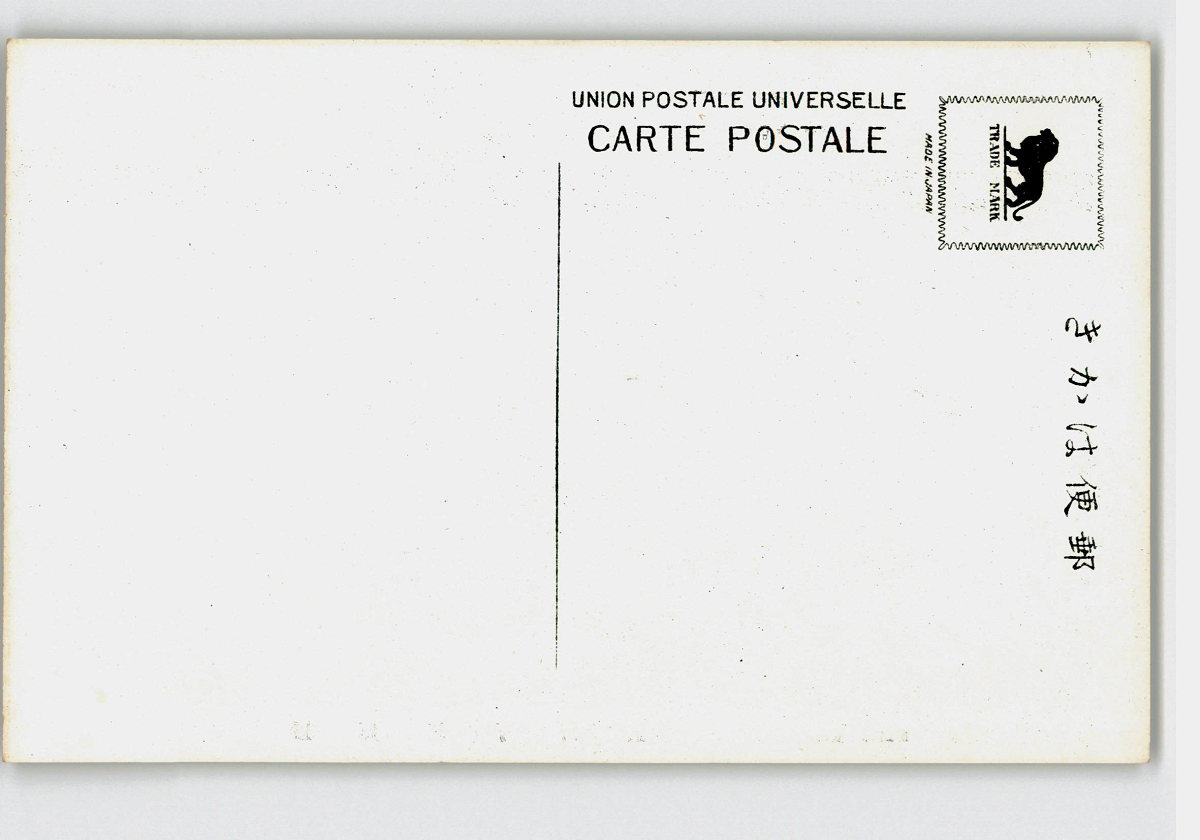 UNION POSTALE UNIVERSELLE
CARTE POSTALE
MADE IN JAPAN
TRADE MARK
郵便はかき